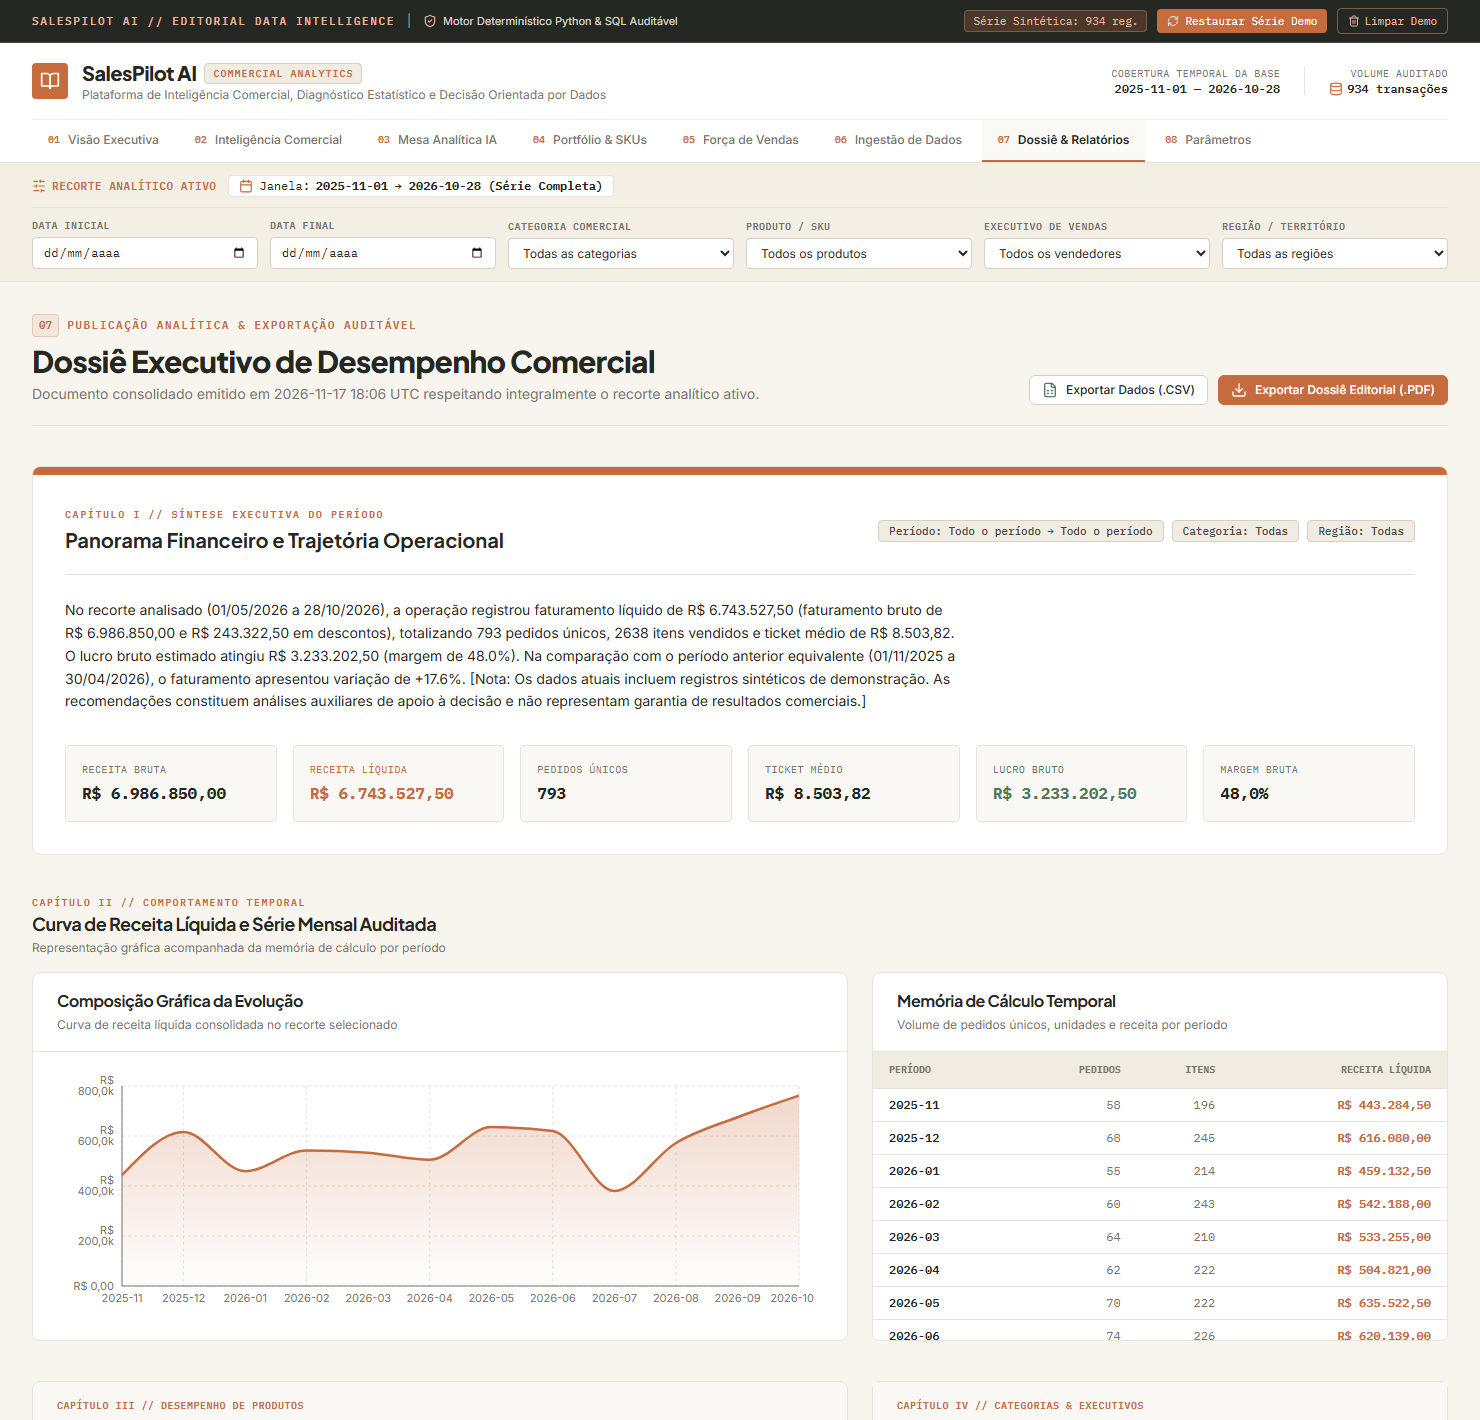 SALESPILOT AI // EDITORIAL DATA INTELLIGENCE | Motor Determinístico Python & SQL Auditável
Série Sintética: 934 reg.
Restaurar Série Demo
Limpar Demo
SalesPilot AI
COMMERCIAL ANALYTICS
Plataforma de Inteligência Comercial, Diagnóstico Estatístico e Decisão Orientada por Dados
COBERTURA TEMPORAL DA BASE
2025-11-01 — 2026-10-28
VOLUME AUDITADO
934 transações
01 Visão Executiva
02 Inteligência Comercial
03 Mesa Analítica IA
04 Portfólio & SKUs
05 Força de Vendas
06 Ingestão de Dados
07 Dossiê & Relatórios
08 Parâmetros
RECORTE ANALÍTICO ATIVO
Janela: 2025-11-01 → 2026-10-28 (Série Completa)
DATA INICIAL
dd/mm/aaaa
DATA FINAL
dd/mm/aaaa
CATEGORIA COMERCIAL
Todas as categorias
PRODUTO / SKU
Todos os produtos
EXECUTIVO DE VENDAS
Todos os vendedores
REGIÃO / TERRITÓRIO
Todas as regiões
07 PUBLICAÇÃO ANALÍTICA & EXPORTAÇÃO AUDITÁVEL
Dossiê Executivo de Desempenho Comercial
Documento consolidado emitido em 2026-11-17 18:06 UTC respeitando integralmente o recorte analítico ativo.
Exportar Dados (.CSV)
Exportar Dossiê Editorial (.PDF)
CAPÍTULO I // SÍNTESE EXECUTIVA DO PERÍODO
Panorama Financeiro e Trajetória Operacional
Período: Todo o período → Todo o período
Categoria: Todas
Região: Todas
No recorte analisado (01/05/2026 a 28/10/2026), a operação registrou faturamento líquido de R$ 6.743.527,50 (faturamento bruto de
R$ 6.986.850,00 e R$ 243.322,50 em descontos), totalizando 793 pedidos únicos, 2638 itens vendidos e ticket médio de R$ 8.503,82.
O lucro bruto estimado atingiu R$ 3.233.202,50 (margem de 48.0%). Na comparação com o período anterior equivalente (01/11/2025 a
30/04/2026), o faturamento apresentou variação de +17.6%. [Nota: Os dados atuais incluem registros sintéticos de demonstração. As
recomendações constituem análises auxiliares de apoio à decisão e não representam garantia de resultados comerciais.]
RECEITA BRUTA
R$ 6.986.850,00
RECEITA LÍQUIDA
R$ 6.743.527,50
PEDIDOS ÚNICOS
793
TICKET MÉDIO
R$ 8.503,82
LUCRO BRUTO
R$ 3.233.202,50
MARGEM BRUTA
48,0%
CAPÍTULO II // COMPORTAMENTO TEMPORAL
Curva de Receita Líquida e Série Mensal Auditada
Representação gráfica acompanhada da memória de cálculo por período
Composição Gráfica da Evolução
Curva de receita líquida consolidada no recorte selecionado
R$
800,0k
R$
600,0k
R$
400,0k
R$
200,0k
R$ 0,00
2025-11 2025-12 2026-01 2026-02 2026-03 2026-04 2026-05 2026-06 2026-07 2026-08 2026-09 2026-10
Memória de Cálculo Temporal
Volume de pedidos únicos, unidades e receita por período
PERÍODO PEDIDOS ITENS RECEITA LÍQUIDA
2025-11 58 196 R$ 443.284,50
2025-12 68 245 R$ 616.080,00
2026-01 55 214 R$ 459.132,50
2026-02 60 243 R$ 542.188,00
2026-03 64 210 R$ 533.255,00
2026-04 62 222 R$ 504.821,00
2026-05 70 222 R$ 635.522,50
2026-06 74 226 R$ 620.139,00
CAPÍTULO III // DESEMPENHO DE PRODUTOS
CAPÍTULO IV // CATEGORIAS & EXECUTIVOS